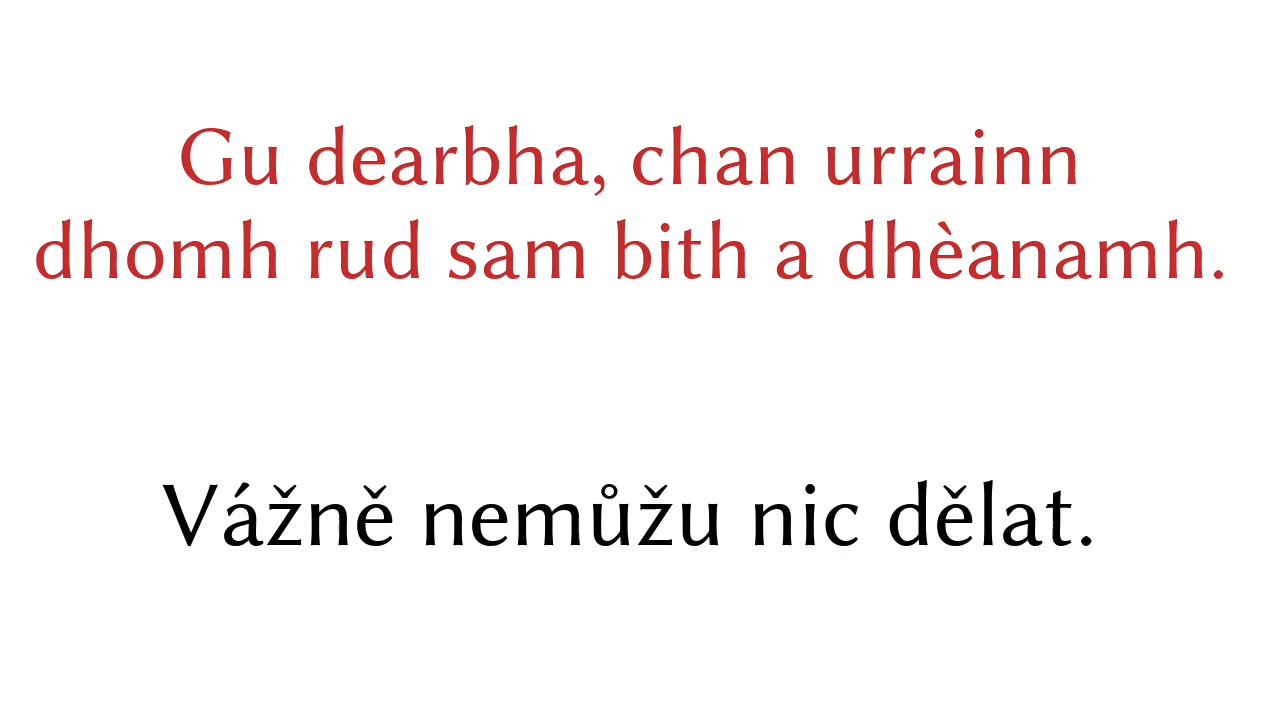 Gu dearbha, chan urrainn
dhomh rud sam bith a dhèanamh.
Vážně nemůžu nic dělat.